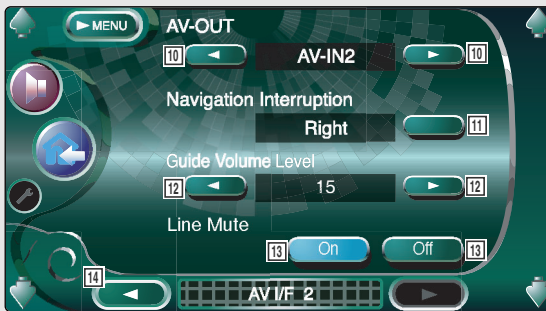 ►MENU
AV-OUT
10 ◄ AV-IN2 ► 10
Navigation Interruption
Right 11
Guide Volume Level
12 ◄ 15 ► 12
Line Mute
13 On Off 13
14 ◄ AV I/F 2 ►